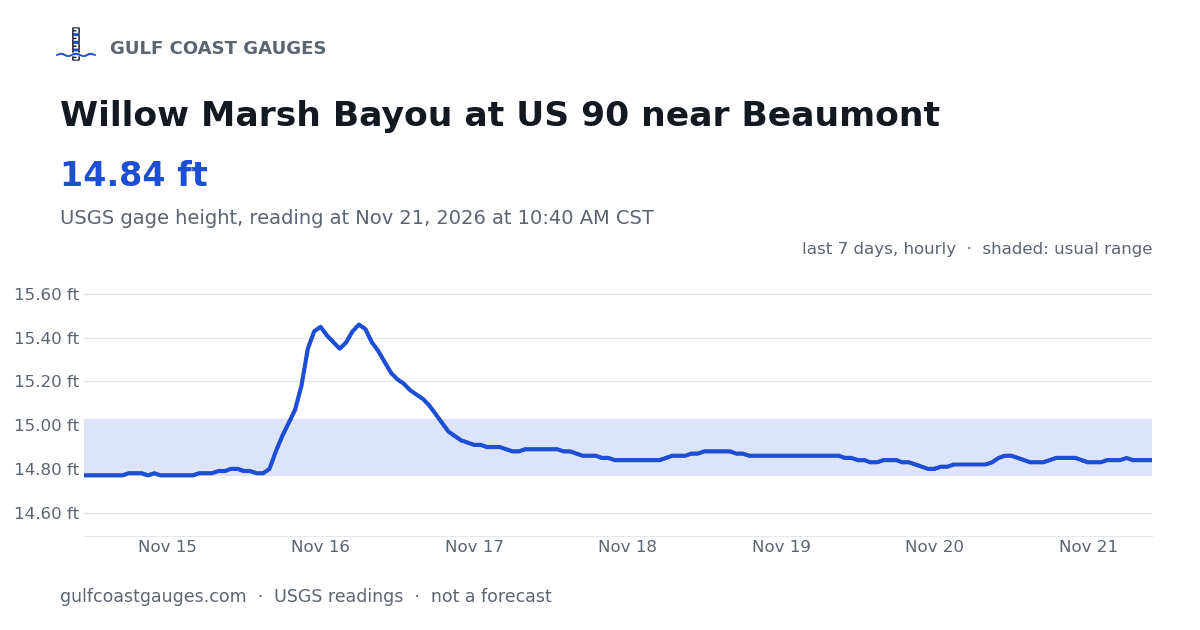 GULF COAST GAUGES
Willow Marsh Bayou at US 90 near Beaumont
14.84 ft
USGS gage height, reading at Nov 21, 2026 at 10:40 AM CST
last 7 days, hourly · shaded: usual range
15.60 ft
15.40 ft
15.20 ft
15.00 ft
14.80 ft
14.60 ft
Nov 15 Nov 16 Nov 17 Nov 18 Nov 19 Nov 20 Nov 21
gulfcoastgauges.com · USGS readings · not a forecast